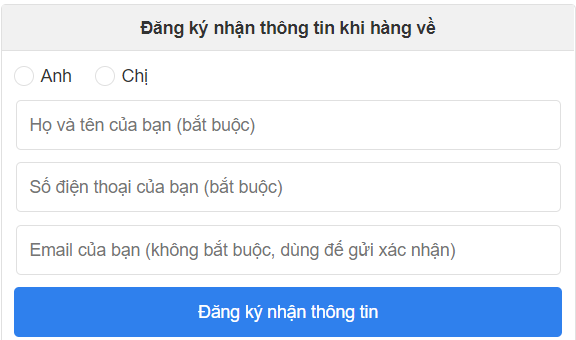 Đăng ký nhận thông tin khi hàng về
Anh Chị
Họ và tên của bạn (bắt buộc)
Số điện thoại của bạn (bắt buộc)
Email của bạn (không bắt buộc, dùng để gửi xác nhận)
Đăng ký nhận thông tin